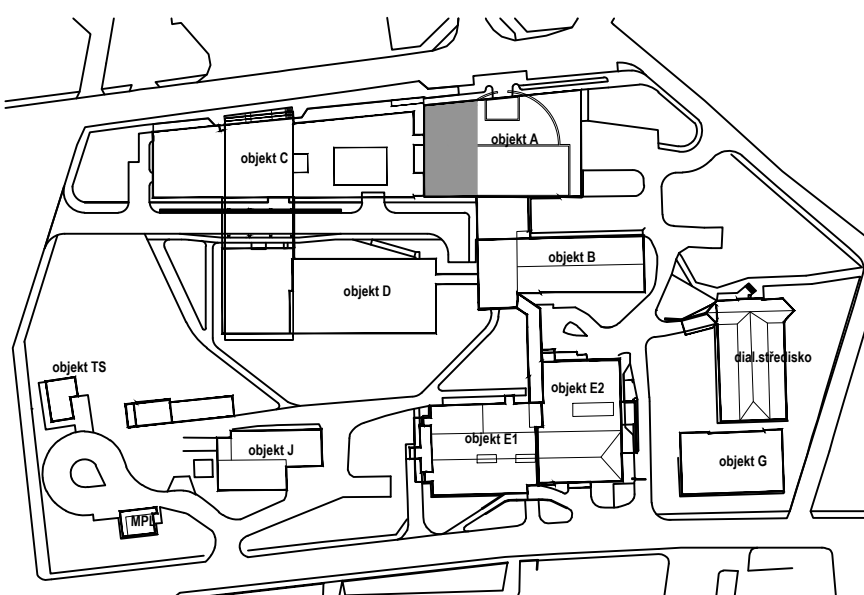 objekt A
objekt C
objekt B
objekt D
dial.středisko
objekt TS
objekt E2
objekt E1
objekt J
objekt G
MPL